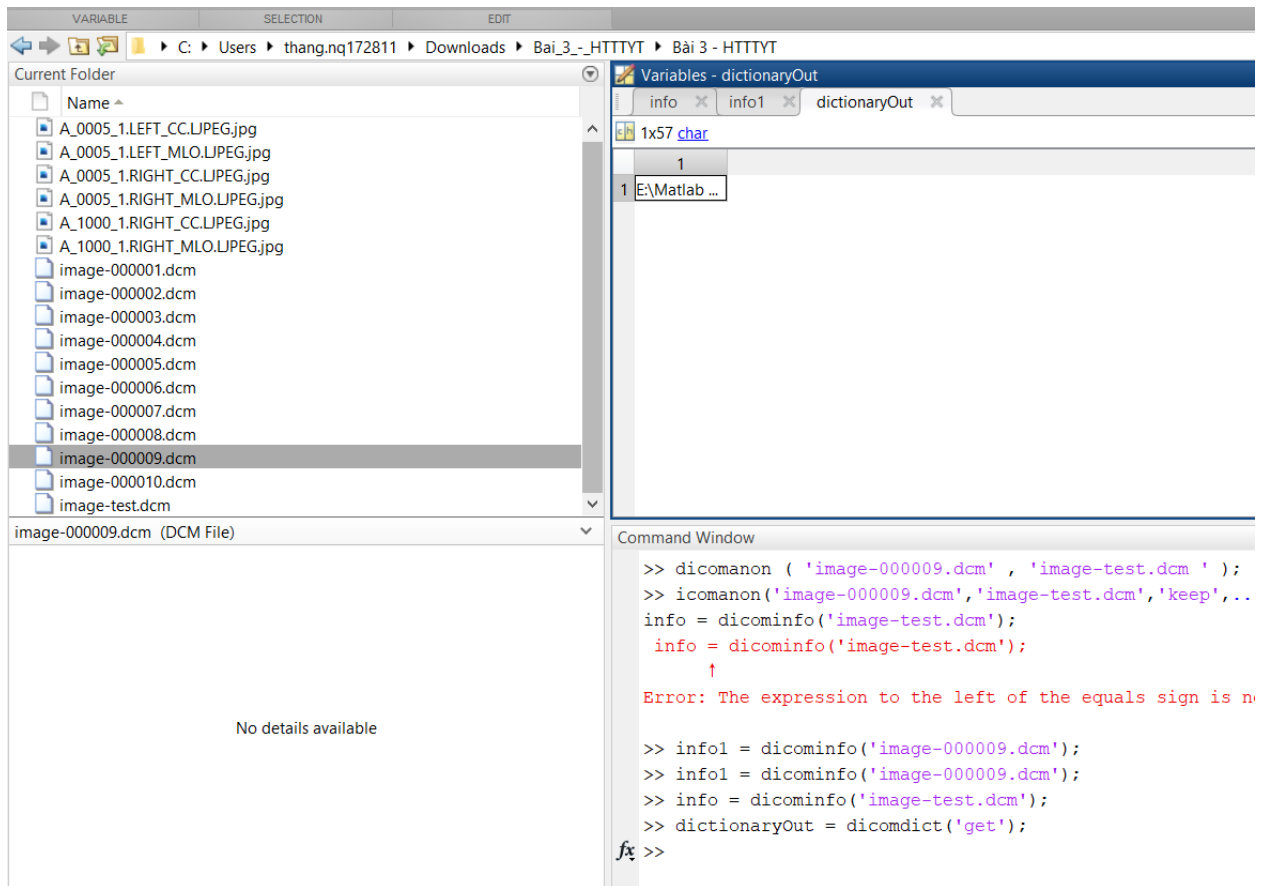 VARIABLE SELECTION EDIT
C: Users thang.nq172811 Downloads Bai_3_-_HTTTYT Bài 3 - HTTTYT
Current Folder
Name
A_0005_1.LEFT_CC.LJPEG.jpg
A_0005_1.LEFT_MLO.LJPEG.jpg
A_0005_1.RIGHT_CC.LJPEG.jpg
A_0005_1.RIGHT_MLO.LJPEG.jpg
A_1000_1.RIGHT_CC.LJPEG.jpg
A_1000_1.RIGHT_MLO.LJPEG.jpg
image-000001.dcm
image-000002.dcm
image-000003.dcm
image-000004.dcm
image-000005.dcm
image-000006.dcm
image-000007.dcm
image-000008.dcm
image-000009.dcm
image-000010.dcm
image-test.dcm
image-000009.dcm (DCM File)
No details available
Variables - dictionaryOut
info info1 dictionaryOut
1x57 char
1
1 E:\Matlab ...
Command Window
>> dicomanon ( 'image-000009.dcm' , 'image-test.dcm ' );
>> icomanon('image-000009.dcm','image-test.dcm','keep',..
info = dicominfo('image-test.dcm');
info = dicominfo('image-test.dcm');
↑
Error: The expression to the left of the equals sign is
>> info1 = dicominfo('image-000009.dcm');
>> info1 = dicominfo('image-000009.dcm');
>> info = dicominfo('image-test.dcm');
>> dictionaryOut = dicomdict('get');
fx >>